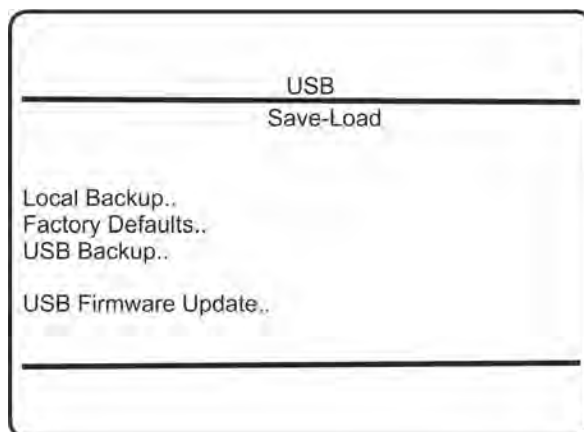 USB
Save-Load
Local Backup..
Factory Defaults..
USB Backup..
USB Firmware Update..